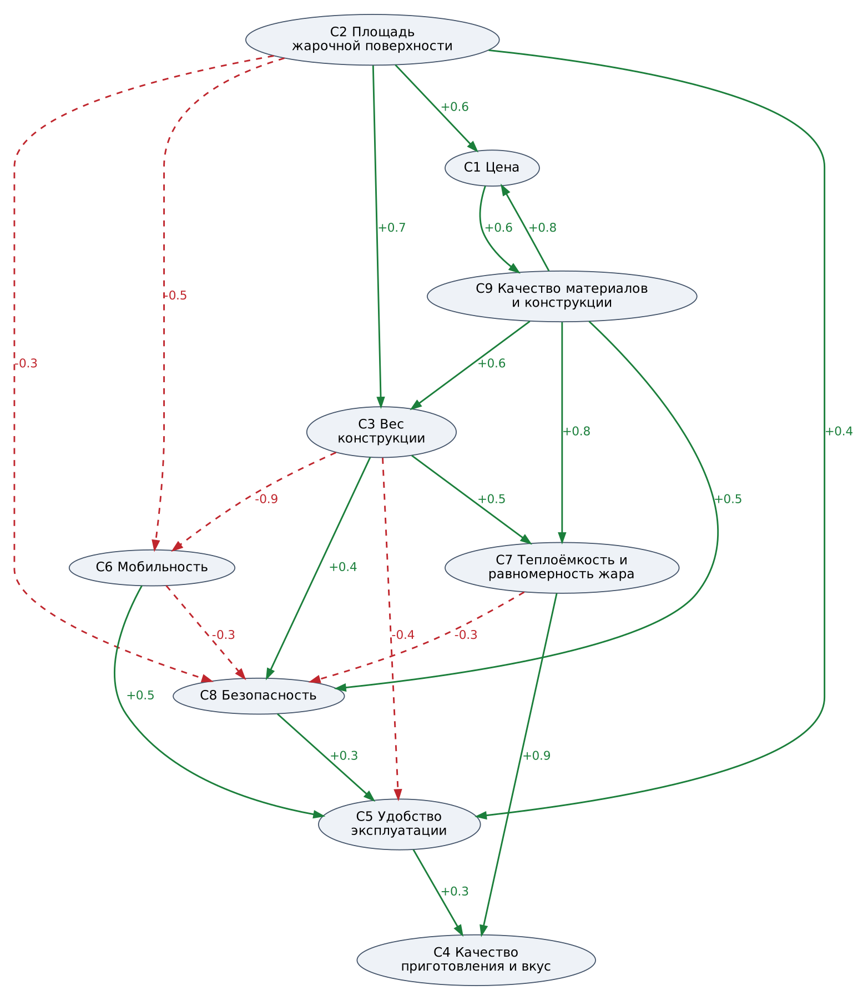 C2 Площадь
жарочной поверхности
+0.6
C1 Цена
+0.7
+0.6
+0.8
C9 Качество материалов
и конструкции
-0.5
-0.3
+0.6
C3 Вес
конструкции
+0.8
+0.4
-0.9
+0.5
+0.5
C6 Мобильность
+0.4
C7 Теплоёмкость и
равномерность жара
-0.3
-0.4
-0.3
C8 Безопасность
+0.5
+0.3
+0.9
C5 Удобство
эксплуатации
+0.3
C4 Качество
приготовления и вкус